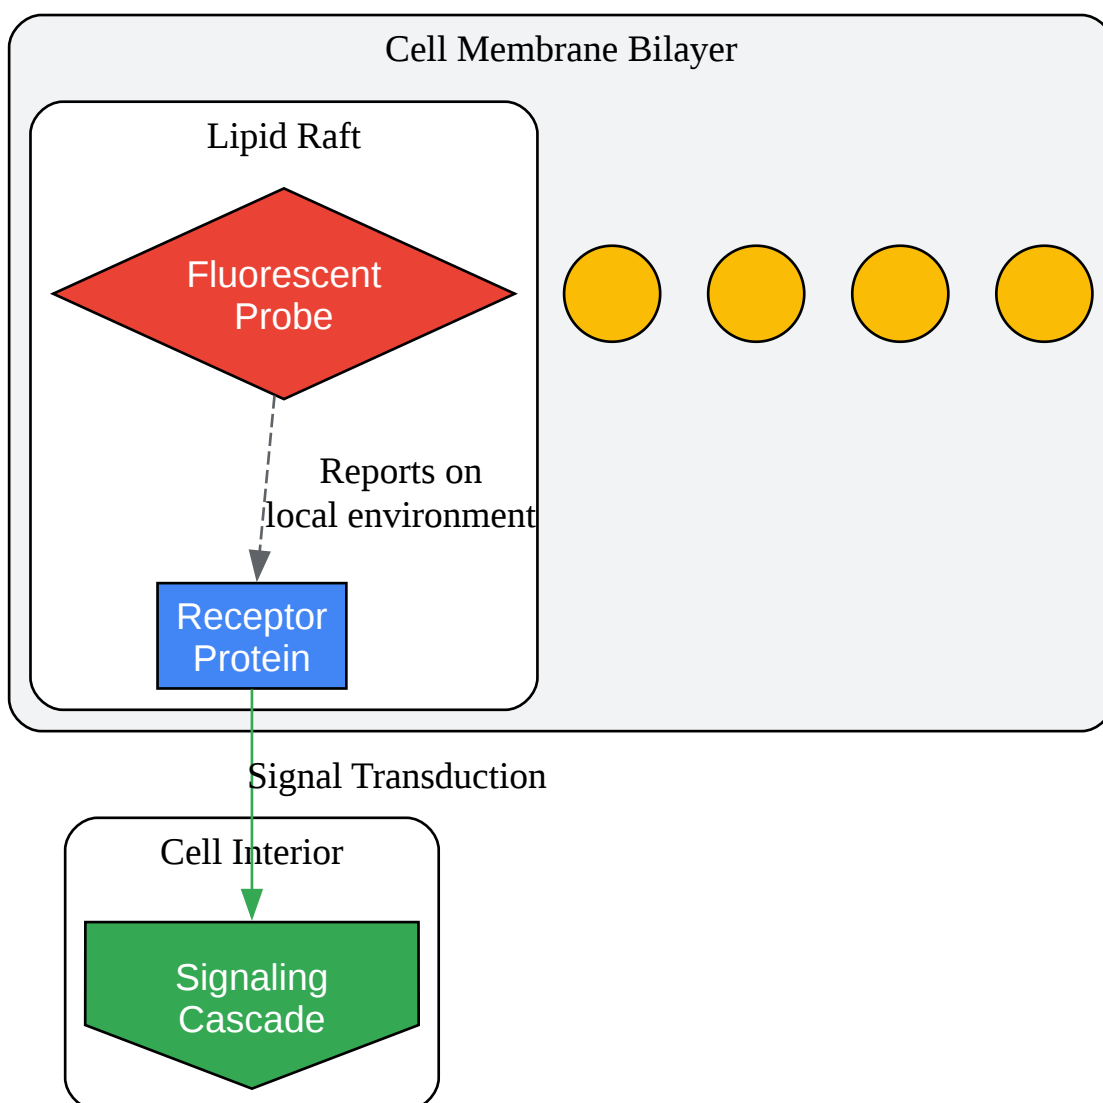 Cell Membrane Bilayer
Lipid Raft
Fluorescent
Probe
Reports on
local environment
Receptor
Protein
Signal Transduction
Cell Interior
Signaling
Cascade